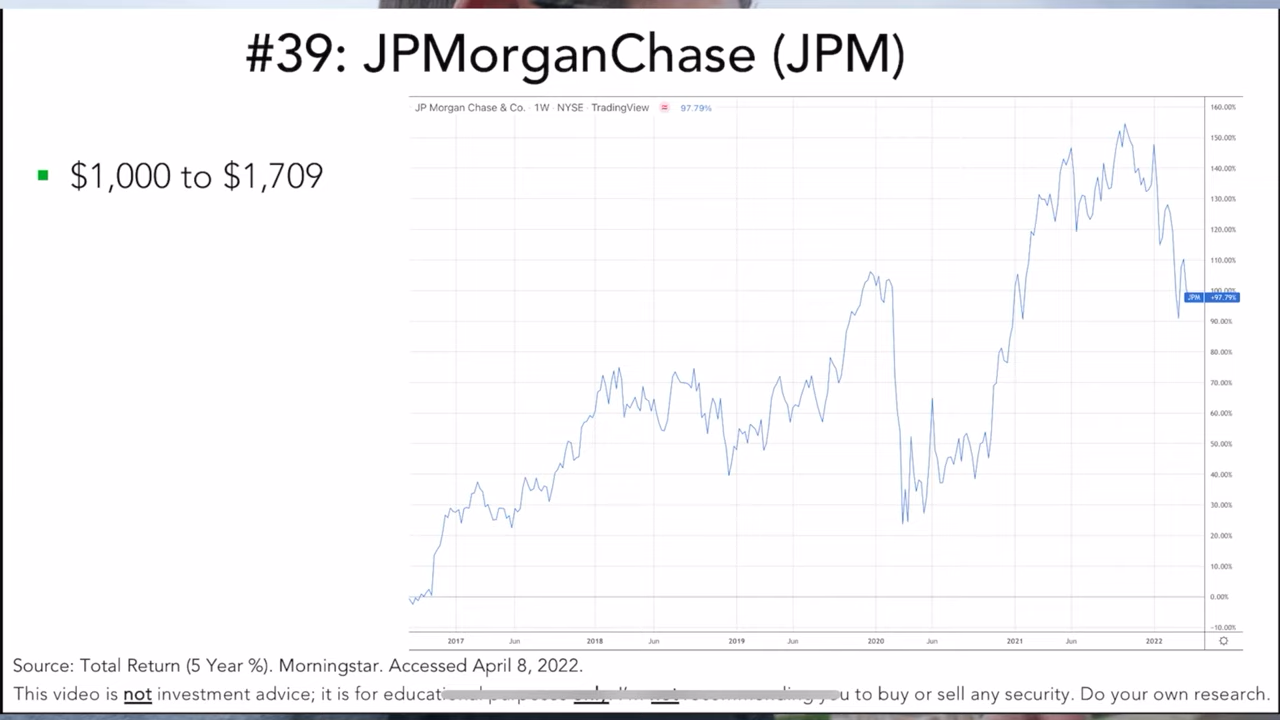 #39: JPMorganChase (JPM)
JP Morgan Chase & Co. · 1W · NYSE · TradingView = 97.79%
$1,000 to $1,709
160.00%
150.00%
140.00%
130.00%
120.00%
110.00%
100.00%
JPM +97.79%
90.00%
80.00%
70.00%
60.00%
50.00%
40.00%
30.00%
20.00%
10.00%
0.00%
-10.00%
2017 Jun 2018 Jun 2019 Jun 2020 Jun 2021 Jun 2022
Source: Total Return (5 Year %). Morningstar. Accessed April 8, 2022.
This video is not investment advice; it is for you to buy or sell any security. Do your own research.